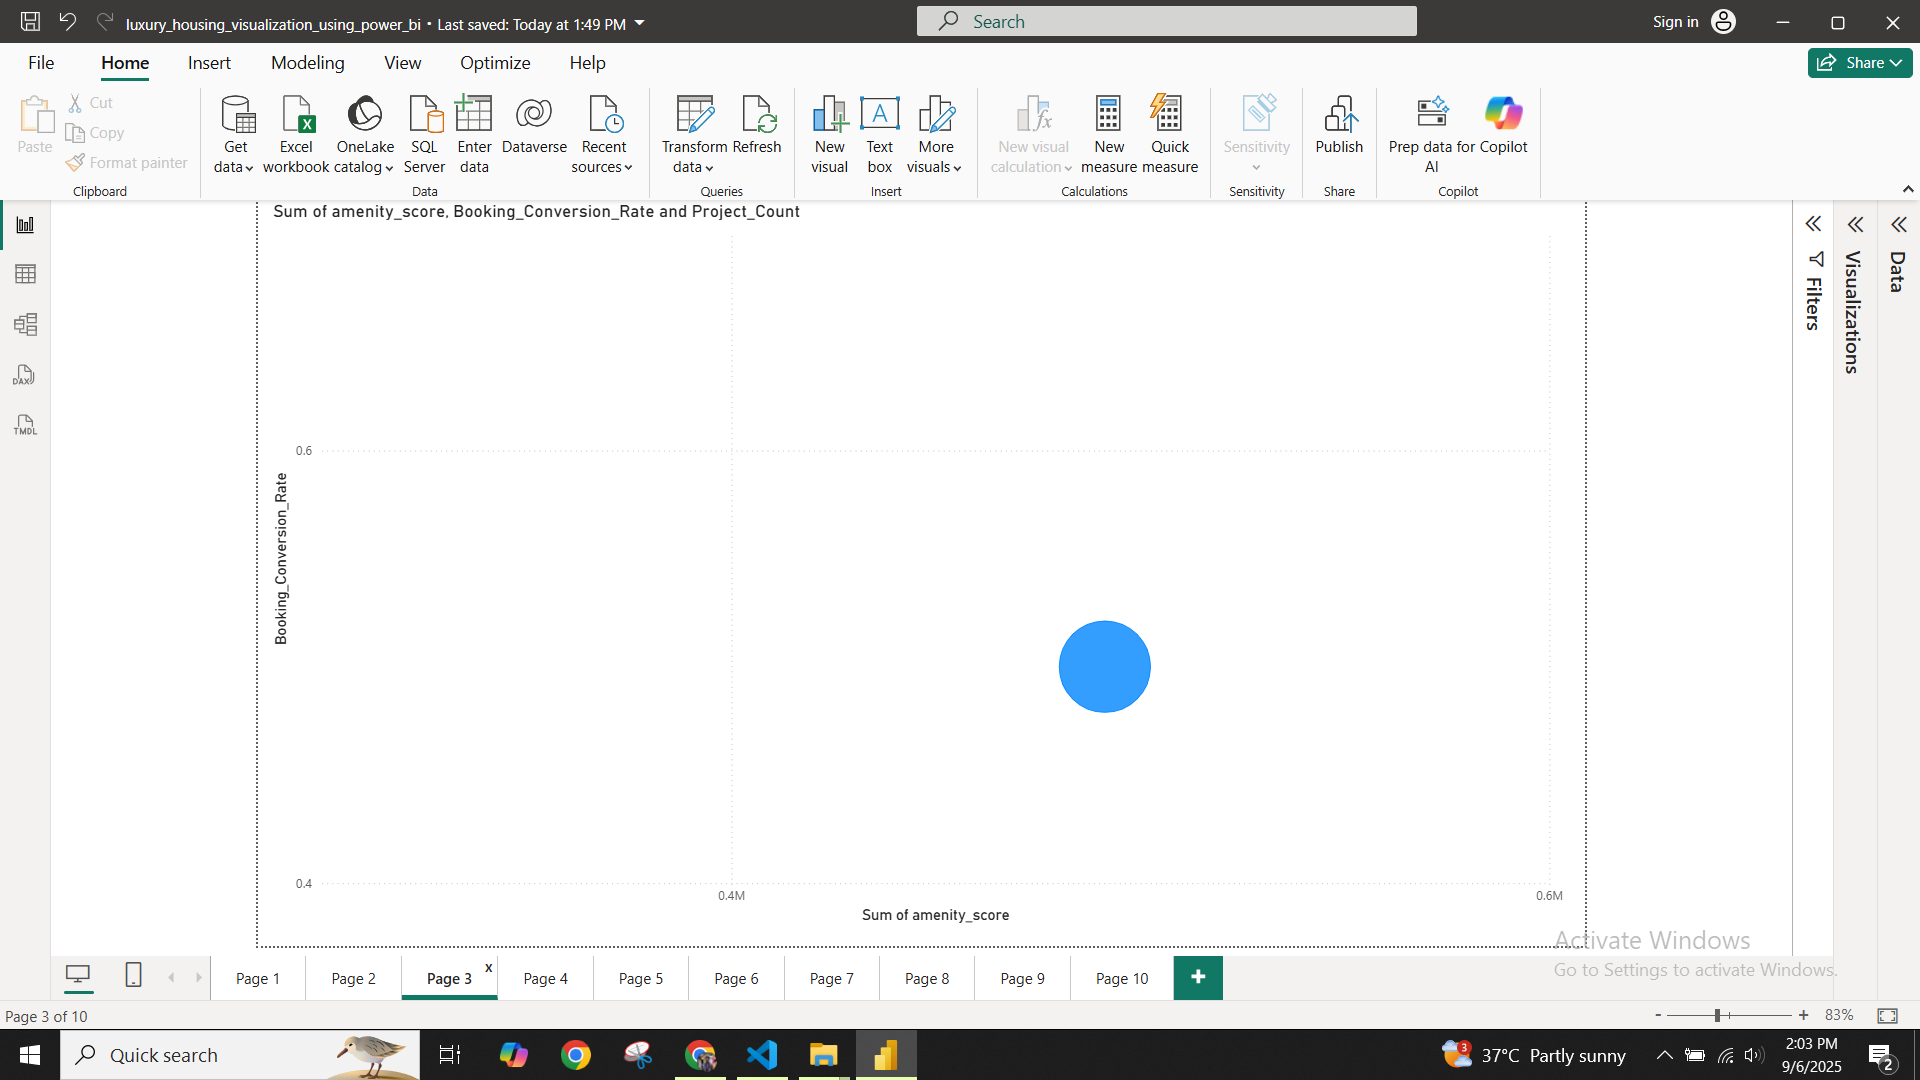 luxury_housing_visualization_using_power_bi • Last saved: Today at 1:49 PM
Search
Sign in
File Home Insert Modeling View Optimize Help
Share
Paste
Cut
Copy
Format painter
Clipboard
Get data
Excel workbook
OneLake catalog
SQL Server
Enter data
Dataverse
Recent sources
Data
Transform data
Refresh
Queries
New visual
Text box
More visuals
Insert
New visual calculation
New measure
Quick measure
Calculations
Sensitivity
Sensitivity
Publish
Share
Prep data for AI
Copilot
Copilot
DAX
TMDL
Sum of amenity_score, Booking_Conversion_Rate and Project_Count
0.6
Booking_Conversion_Rate
0.4
0.4M
0.6M
Sum of amenity_score
Filters
Visualizations
Data
Activate Windows
Go to Settings to activate Windows.
Page 1 Page 2 Page 3 x Page 4 Page 5 Page 6 Page 7 Page 8 Page 9 Page 10 +
Page 3 of 10
- + 83%
Quick search
3
37°C Partly sunny
2:03 PM
9/6/2025
2